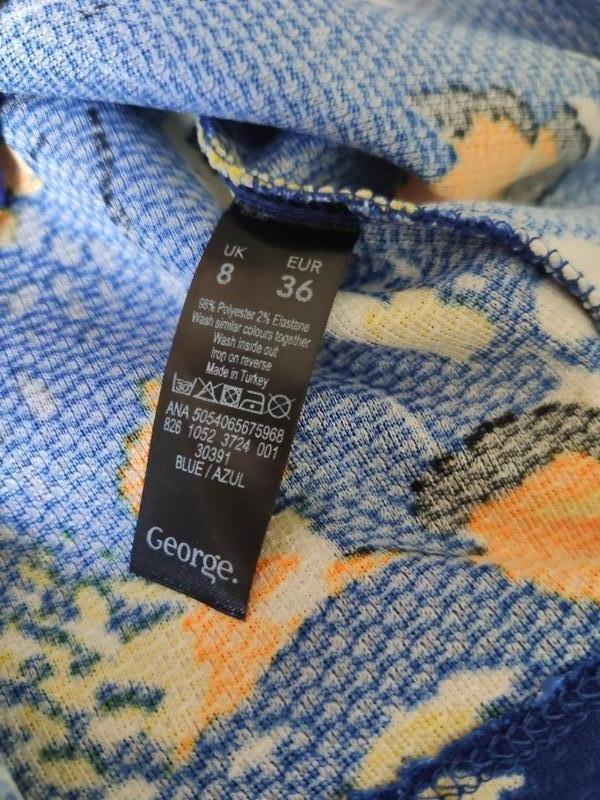 UK EUR
8 36
98% Polyester 2% Elastane
Wash similar colours together
Wash inside out
Iron on reverse
Made in Turkey
30
ANA 5054065675968
826 1052 3724 001
30391
BLUE / AZUL
George.